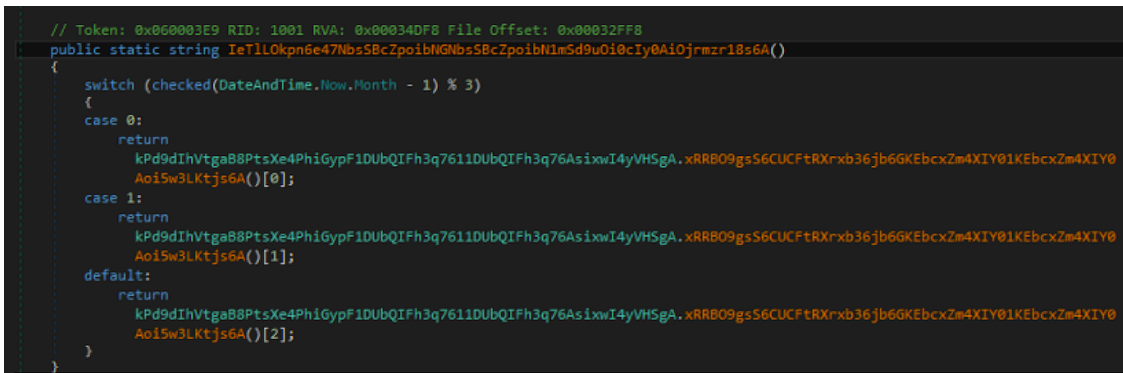 // Token: 0x060003E9 RID: 1001 RVA: 0x00034DF8 File Offset: 0x00032FF8
public static string IeTlLOkpn6e47NbsSBcZpoibNGNbsSBcZpoibN1mSd9uOi0cIy0AiOjrmzr18s6A()
{
switch (checked(DateAndTime.Now.Month - 1) % 3)
{
case 0:
return
kPd9dIhVtgaB8PtsXe4PhiGypF1DUbQIFh3q7611DUbQIFh3q76AsixwI4yVHSgA.xRRBO9gsS6CUCFtRXrxb36jb6GKEbcxZm4XIY01KEbcxZm4XIY0
Aoi5w3LKtjs6A()[0];
case 1:
return
kPd9dIhVtgaB8PtsXe4PhiGypF1DUbQIFh3q7611DUbQIFh3q76AsixwI4yVHSgA.xRRBO9gsS6CUCFtRXrxb36jb6GKEbcxZm4XIY01KEbcxZm4XIY0
Aoi5w3LKtjs6A()[1];
default:
return
kPd9dIhVtgaB8PtsXe4PhiGypF1DUbQIFh3q7611DUbQIFh3q76AsixwI4yVHSgA.xRRBO9gsS6CUCFtRXrxb36jb6GKEbcxZm4XIY01KEbcxZm4XIY0
Aoi5w3LKtjs6A()[2];
}
}